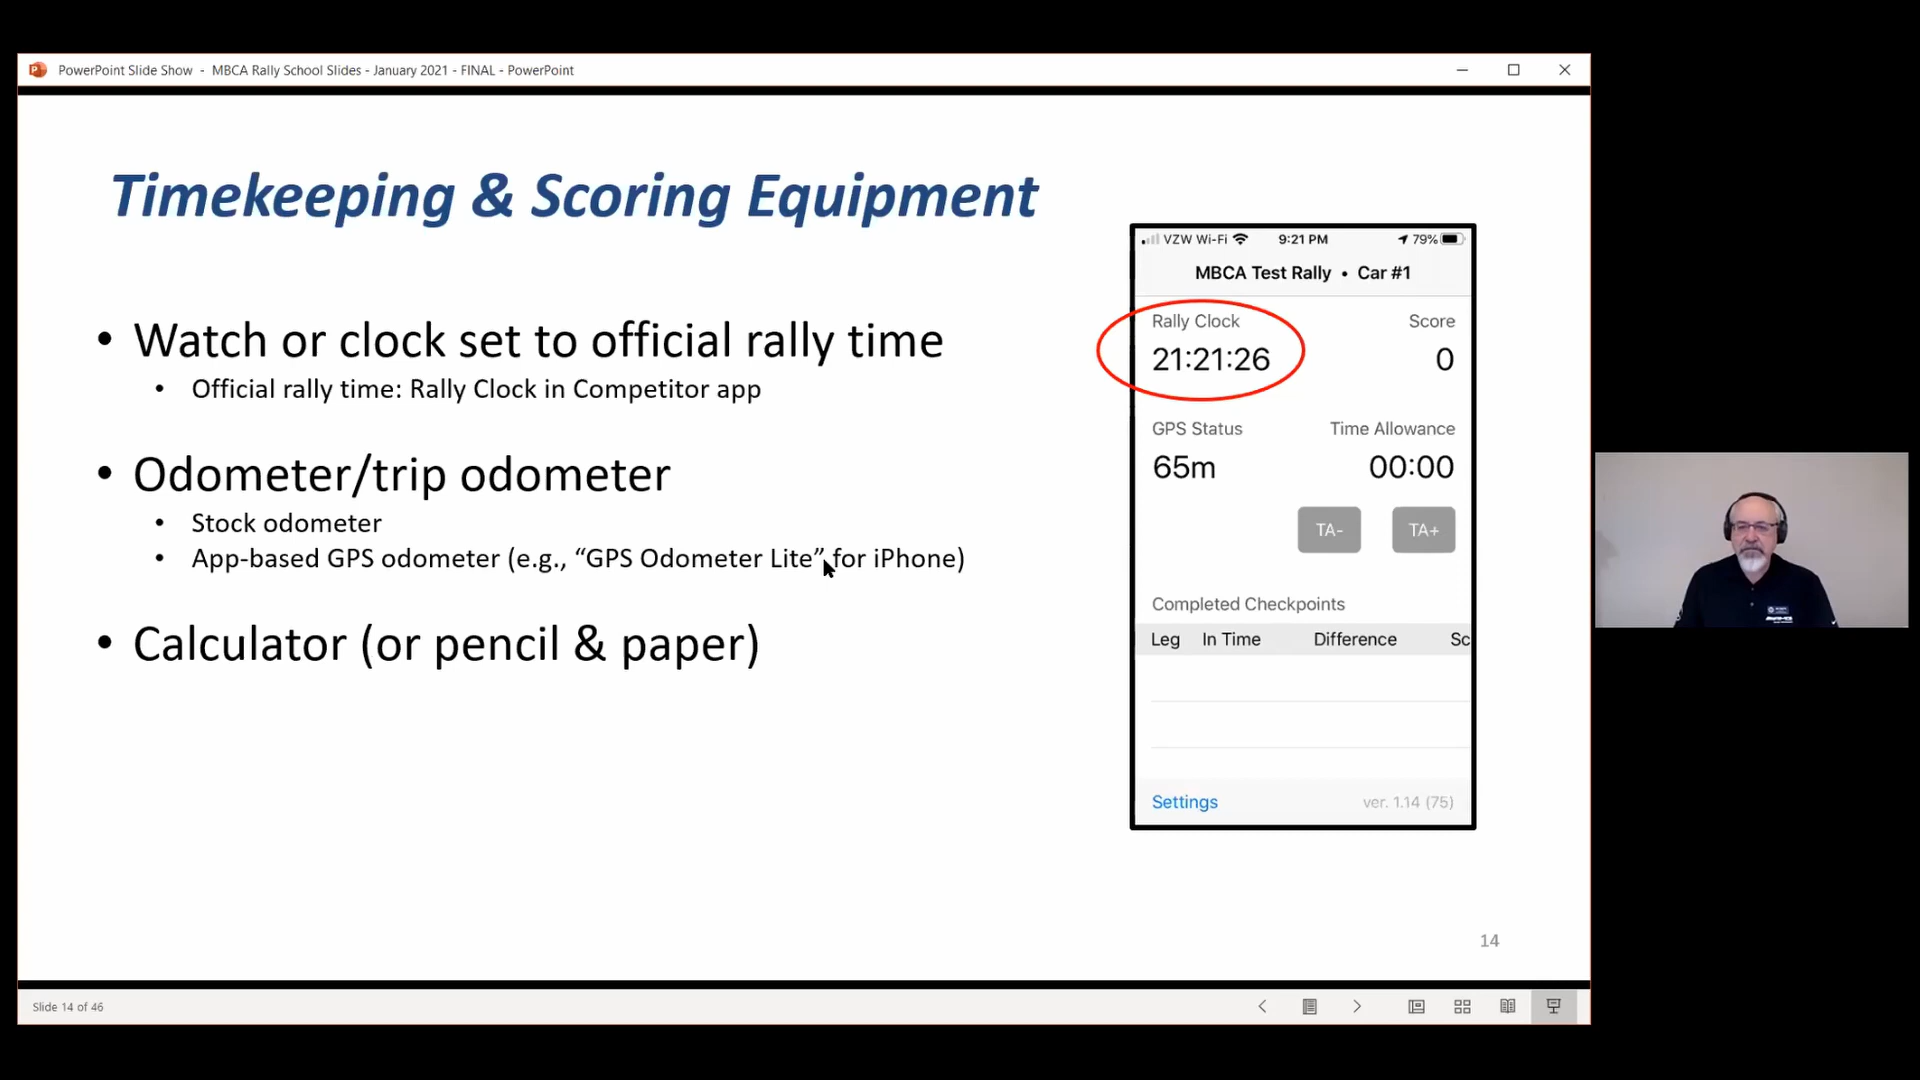 PowerPoint Slide Show - MBCA Rally School Slides - January 2021 - FINAL - PowerPoint
Timekeeping & Scoring Equipment
• Watch or clock set to official rally time
• Official rally time: Rally Clock in Competitor app
• Odometer/trip odometer
• Stock odometer
• App-based GPS odometer (e.g., “GPS Odometer Lite” for iPhone)
• Calculator (or pencil & paper)
VZW Wi-Fi 9:21 PM 79%
MBCA Test Rally • Car #1
Rally Clock Score
21:21:26 0
GPS Status Time Allowance
65m 00:00
TA- TA+
Completed Checkpoints
Leg In Time Difference Sc
Settings ver. 1.14 (75)
14
Slide 14 of 46